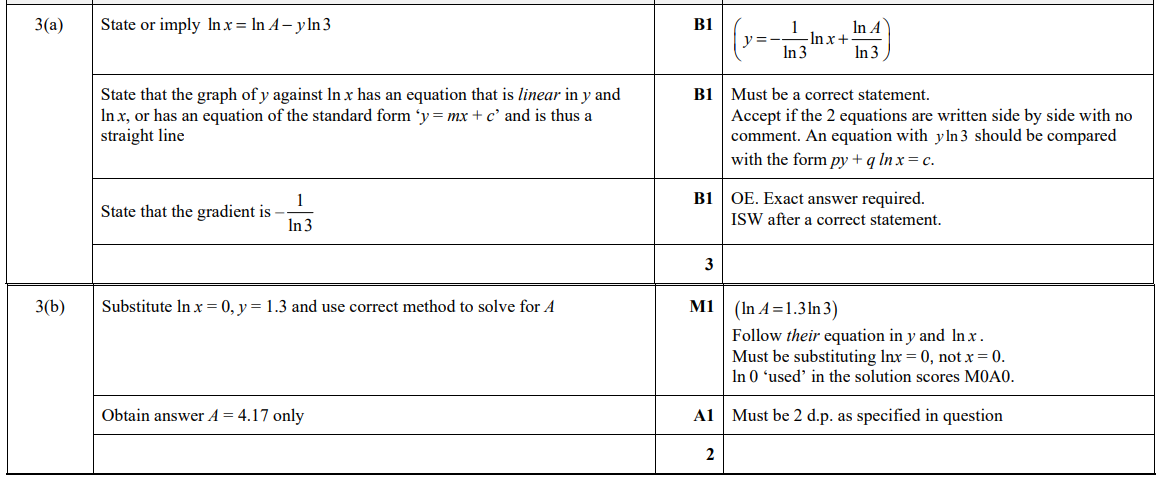 3(a) State or imply ln x = ln A – y ln 3 B1 (y = –1/ln 3 ln x + ln A/ln 3)
State that the graph of y against ln x has an equation that is linear in y and
ln x, or has an equation of the standard form ‘y = mx + c’ and is thus a
straight line
B1 Must be a correct statement.
Accept if the 2 equations are written side by side with no
comment. An equation with y ln 3 should be compared
with the form py + q ln x = c.
State that the gradient is –1/ln 3 B1 OE. Exact answer required.
ISW after a correct statement.
3
3(b) Substitute ln x = 0, y = 1.3 and use correct method to solve for A M1 (ln A = 1.3 ln 3)
Follow their equation in y and ln x.
Must be substituting lnx = 0, not x = 0.
ln 0 ‘used’ in the solution scores M0A0.
Obtain answer A = 4.17 only A1 Must be 2 d.p. as specified in question
2